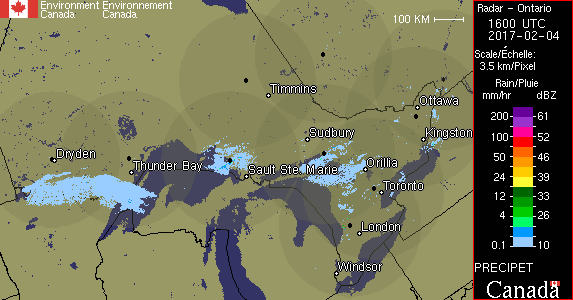 Environment Environnement
Canada Canada
100 KM
Timmins
Ottawa
Sudbury
Kingston
Dryden
Thunder Bay
Sault Ste Marie
Orillia
Toronto
London
Windsor
Radar - Ontario
1600 UTC
2017-02-04
Scale/Échelle:
3.5 km/Pixel
Rain/Pluie
mm/hr dBZ
200 61
100 52
50 46
24 39
12 33
4 26
1 20
0.1 10
PRECIPET
Canada